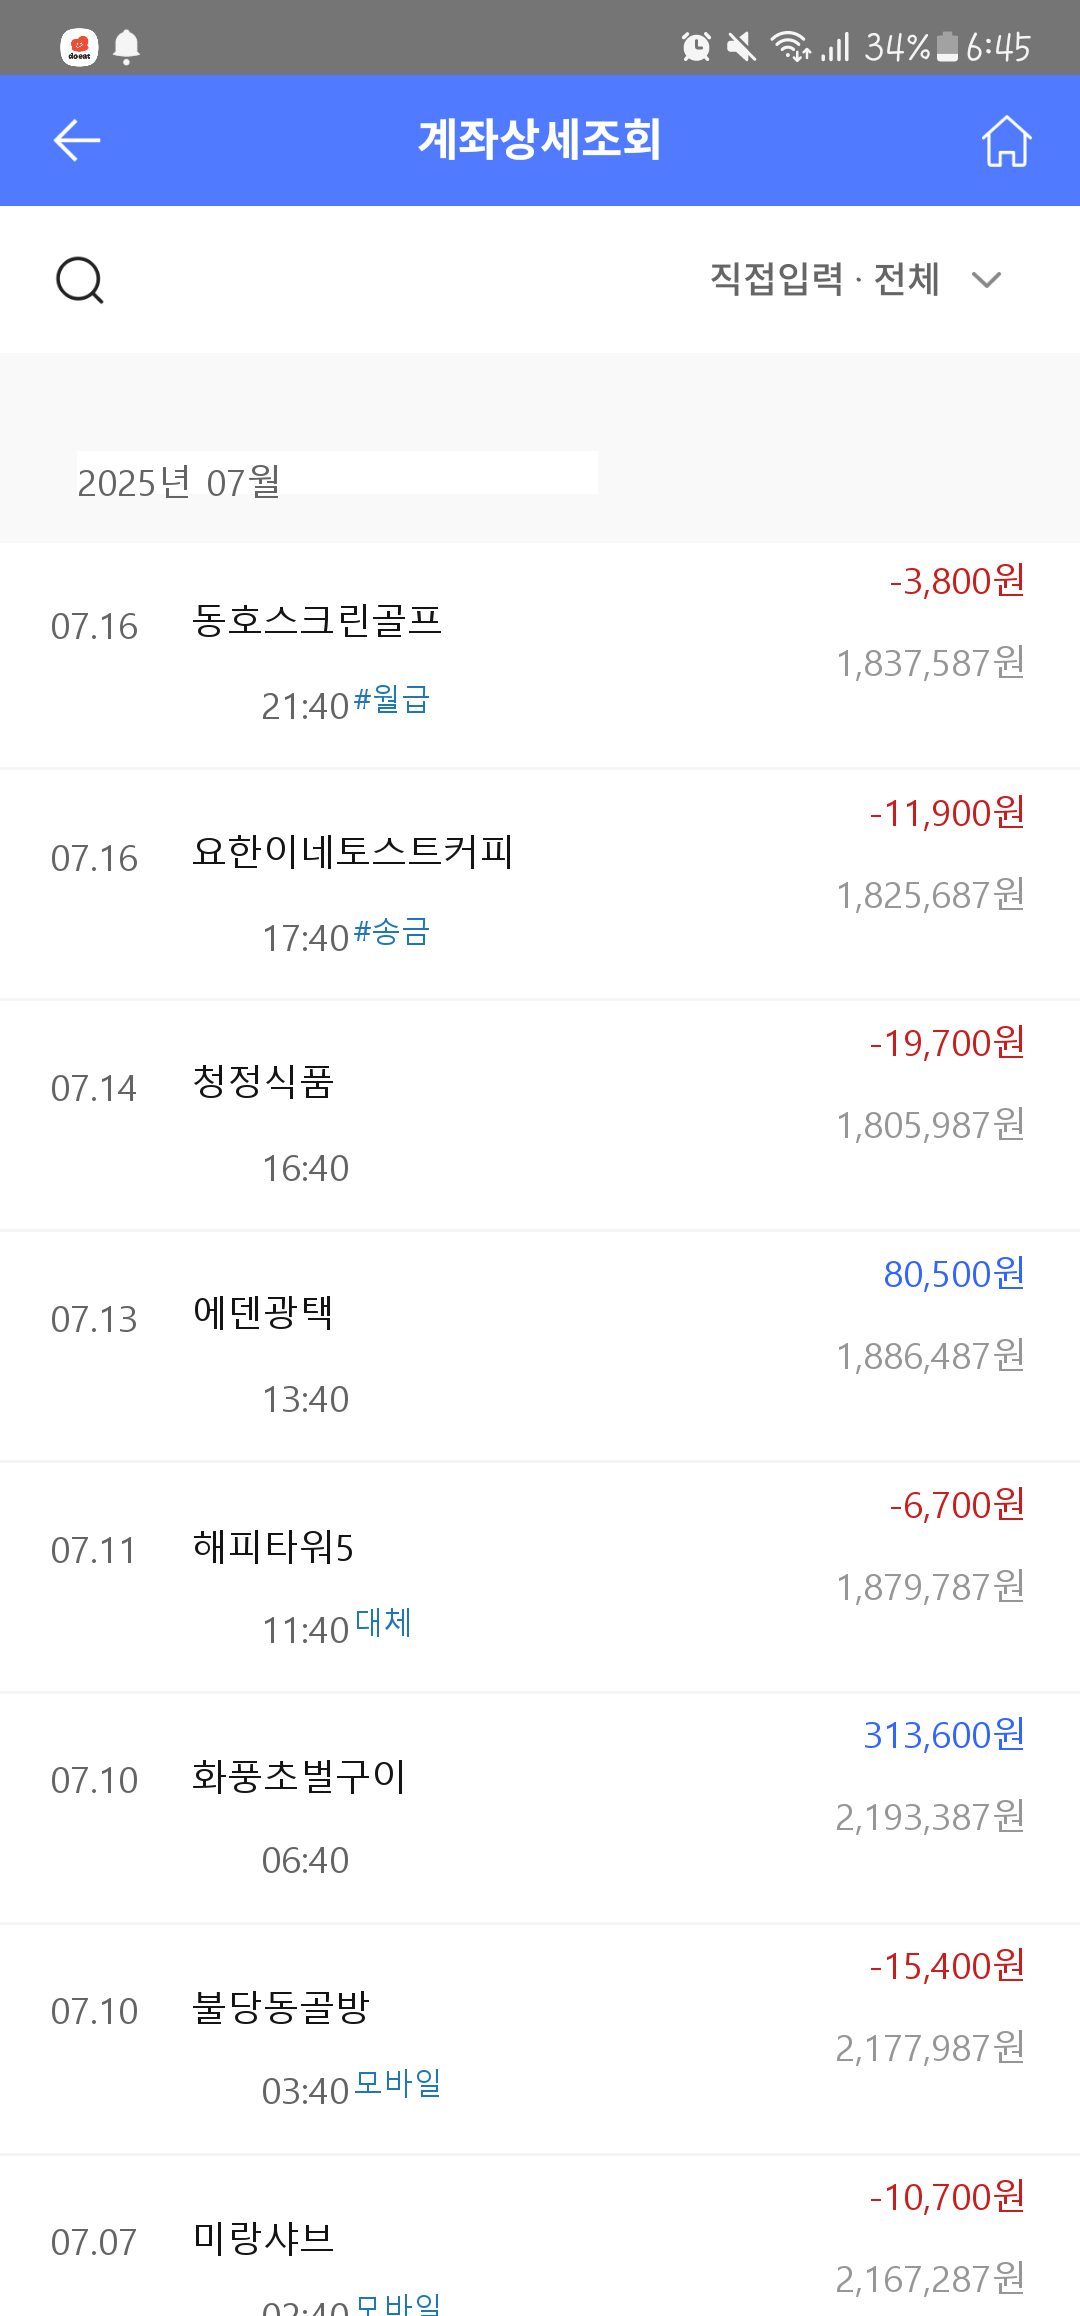 doeat
34% 6:45
계좌상세조회
직접입력 · 전체
2025년 07월
-3,800원
07.16 동호스크린골프
1,837,587원
21:40 #월급
-11,900원
07.16 요한이네토스트커피
1,825,687원
17:40 #송금
-19,700원
07.14 청정식품
1,805,987원
16:40
80,500원
07.13 에덴광택
1,886,487원
13:40
-6,700원
07.11 해피타워5
1,879,787원
11:40 대체
313,600원
07.10 화풍초벌구이
2,193,387원
06:40
-15,400원
07.10 불당동골방
2,177,987원
03:40 모바일
-10,700원
07.07 미랑샤브
2,167,287원
02:40 모바일